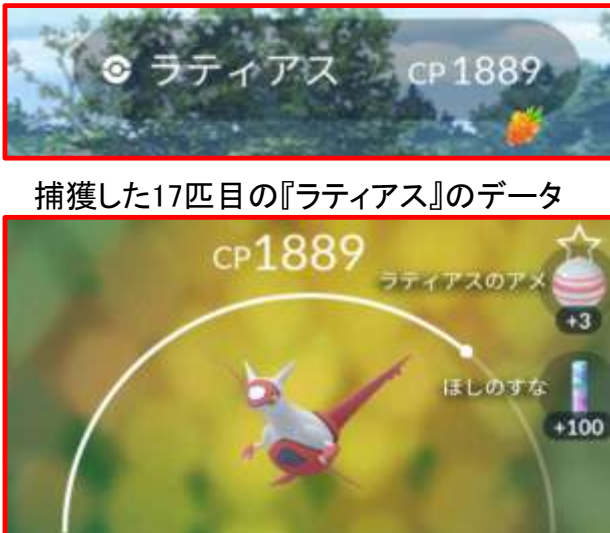 ラティアス CP 1889
捕獲した17匹目の『ラティアス』のデータ
CP1889
ラティアスのアメ
+3
ほしのすな
+100